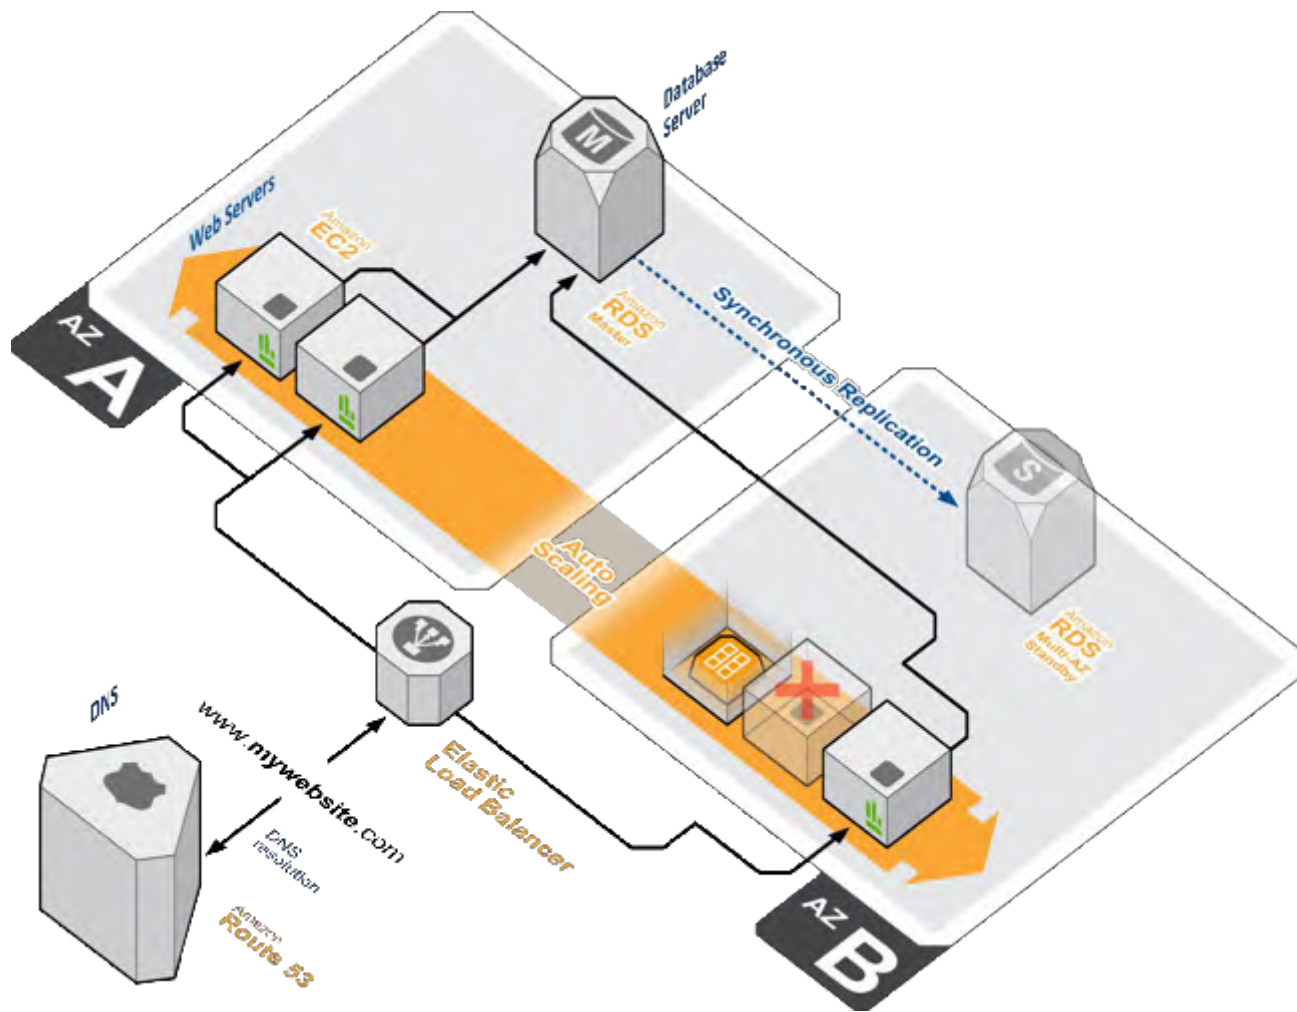 Database
Server
M
Web Servers
Amazon
EC2
AZ
A
Amazon
RDS
Master
Synchronous Replication
S
Amazon
RDS
Multi-AZ
Standby
Auto
Scaling
88
DNS
www.mywebsite.com
Elastic
Load Balancer
DNS
resolution
Amazon
Route 53
AZ
B